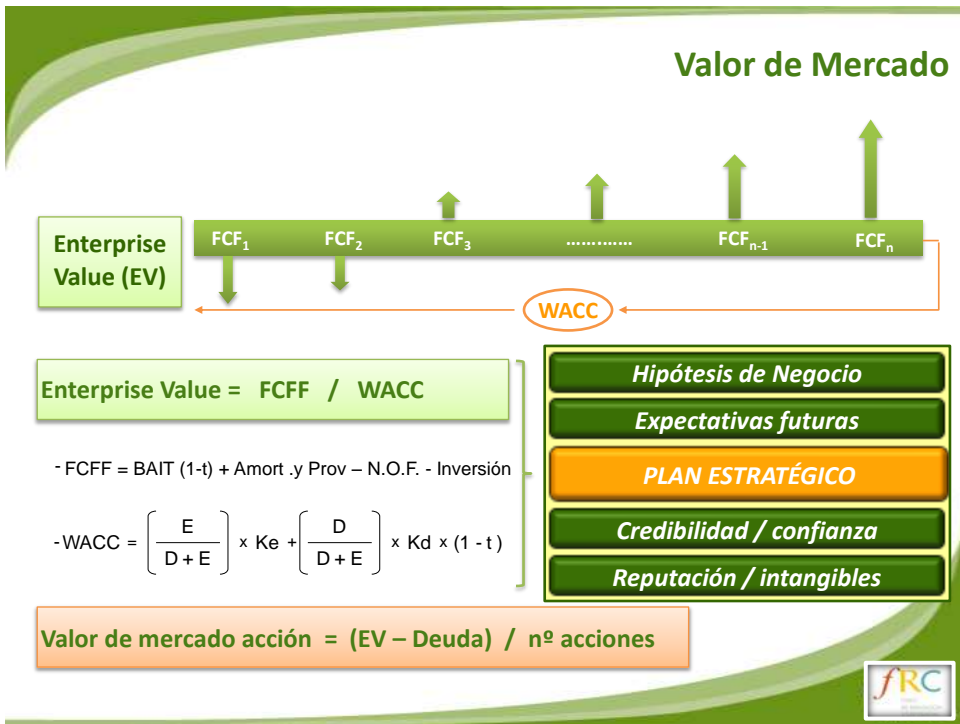 Valor de Mercado
Enterprise
Value (EV)
FCF1 FCF2 FCF3 ………..… FCFn-1 FCFn
WACC
Enterprise Value = FCFF / WACC
- FCFF = BAIT (1-t) + Amort .y Prov – N.O.F. - Inversión
E D
-WACC = ( ――― ) x Ke + ( ――― ) x Kd x (1 - t )
D + E D + E
Hipótesis de Negocio
Expectativas futuras
PLAN ESTRATÉGICO
Credibilidad / confianza
Reputación / intangibles
Valor de mercado acción = (EV – Deuda) / nº acciones
fRC